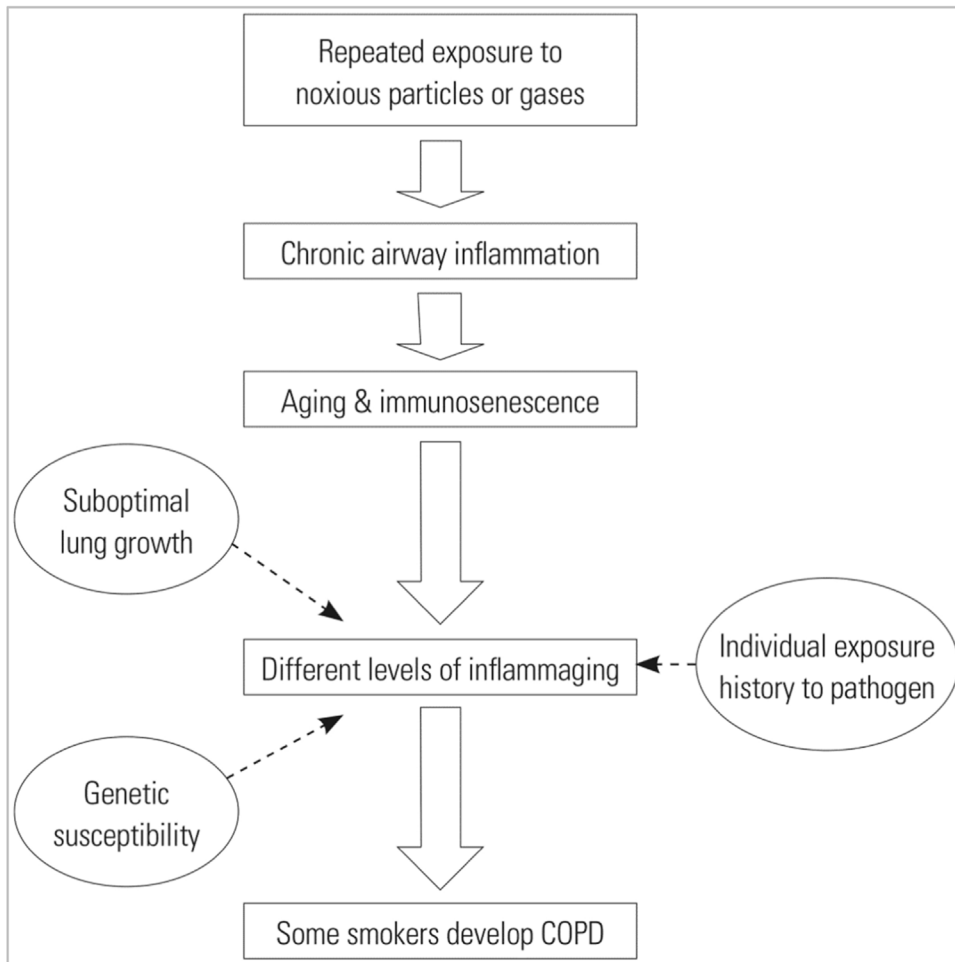 Repeated exposure to
noxious particles or gases
Chronic airway inflammation
Aging & immunosenescence
Suboptimal
lung growth
Different levels of inflammaging
Individual exposure
history to pathogen
Genetic
susceptibility
Some smokers develop COPD